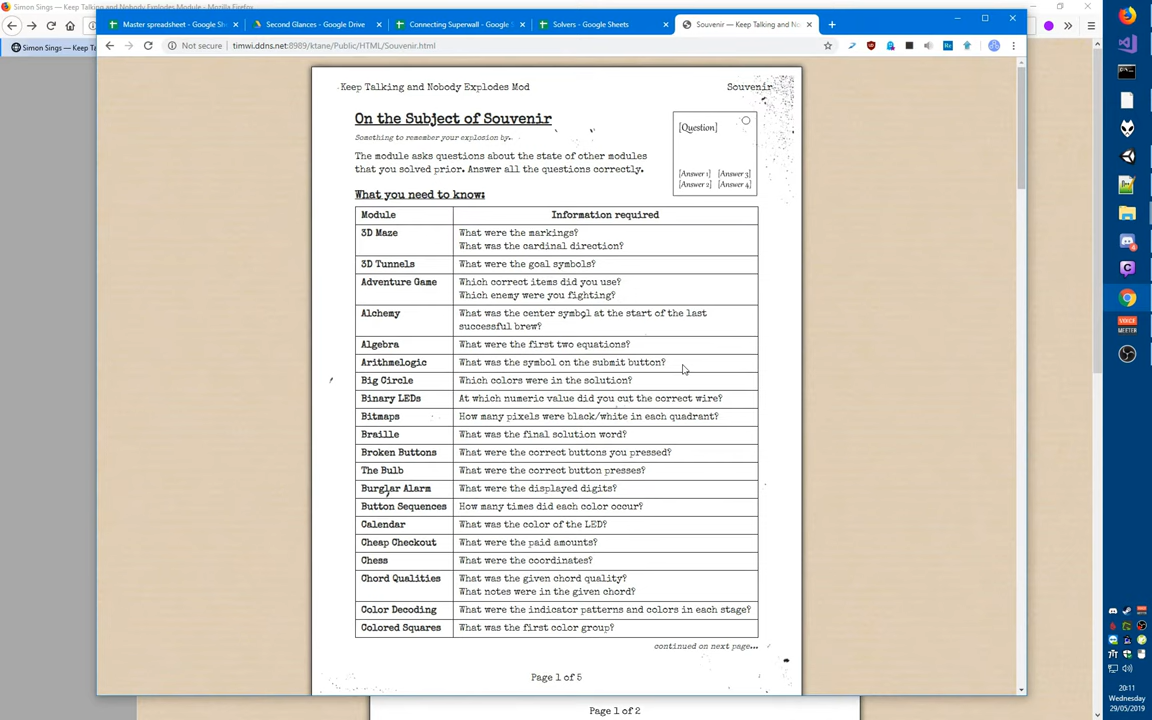 Simon Sings — Keep Tal
Master spreadsheet - Google She
Second Glances - Google Drive
Connecting Superwall - Google S
Solvers - Google Sheets
Souvenir — Keep Talking and No
Not secure | timwi.ddns.net:8989/ktane/Public/HTML/Souvenir.html
Simon Sings — Keep Ta
Keep Talking and Nobody Explodes Mod
Souvenir
On the Subject of Souvenir
Something to remember your explosion by.
The module asks questions about the state of other modules
that you solved prior. Answer all the questions correctly.
[Question]
[Answer 1] [Answer 3]
[Answer 2] [Answer 4]
What you need to know:
Module Information required
3D Maze What were the markings?
What was the cardinal direction?
3D Tunnels What were the goal symbols?
Adventure Game Which correct items did you use?
Which enemy were you fighting?
Alchemy What was the center symbol at the start of the last
successful brew?
Algebra What were the first two equations?
Arithmelogic What was the symbol on the submit button?
Big Circle Which colors were in the solution?
Binary LEDs At which numeric value did you cut the correct wire?
Bitmaps How many pixels were black/white in each quadrant?
Braille What was the final solution word?
Broken Buttons What were the correct buttons you pressed?
The Bulb What were the correct button presses?
Burglar Alarm What were the displayed digits?
Button Sequences How many times did each color occur?
Calendar What was the color of the LED?
Cheap Checkout What were the paid amounts?
Chess What were the coordinates?
Chord Qualities What was the given chord quality?
What notes were in the given chord?
Color Decoding What were the indicator patterns and colors in each stage?
Colored Squares What was the first color group?
continued on next page…
Page 1 of 5
Page 1 of 2
VOICE
MEETER
20:11
Wednesday
29/05/2019